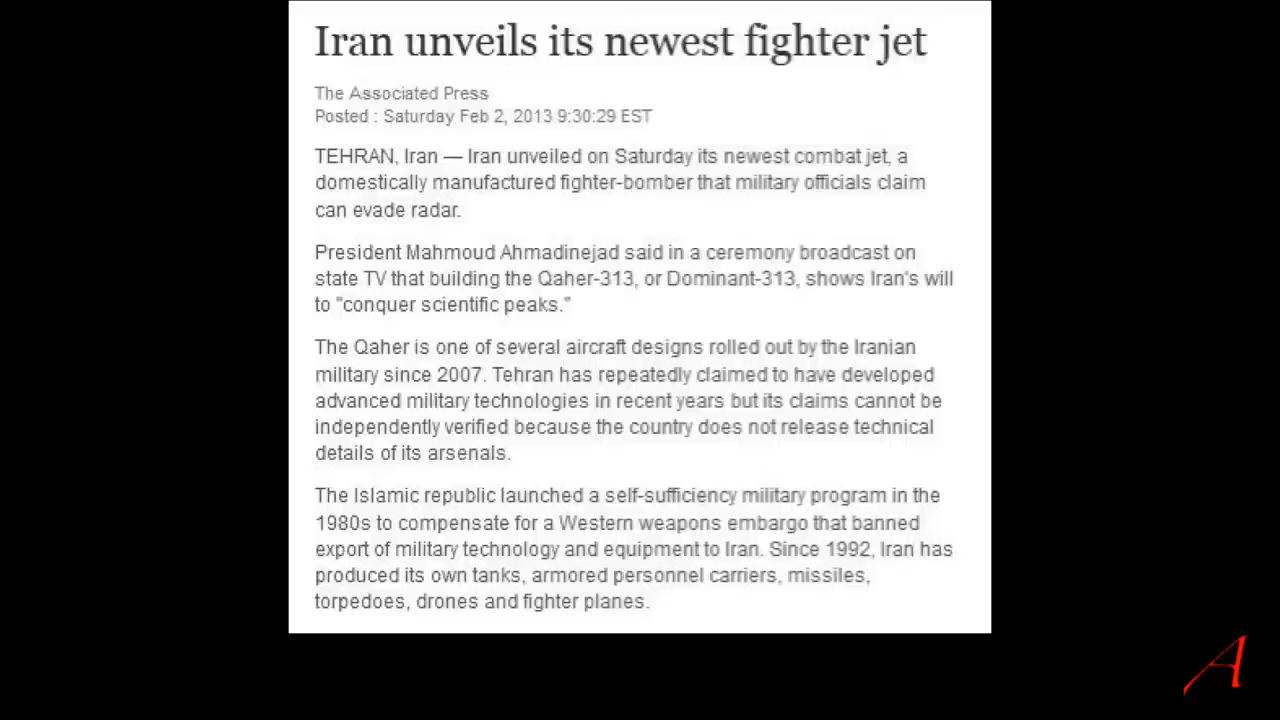 Iran unveils its newest fighter jet
The Associated Press
Posted : Saturday Feb 2, 2013 9:30:29 EST
TEHRAN, Iran — Iran unveiled on Saturday its newest combat jet, a
domestically manufactured fighter-bomber that military officials claim
can evade radar.
President Mahmoud Ahmadinejad said in a ceremony broadcast on
state TV that building the Qaher-313, or Dominant-313, shows Iran's will
to "conquer scientific peaks."
The Qaher is one of several aircraft designs rolled out by the Iranian
military since 2007. Tehran has repeatedly claimed to have developed
advanced military technologies in recent years but its claims cannot be
independently verified because the country does not release technical
details of its arsenals.
The Islamic republic launched a self-sufficiency military program in the
1980s to compensate for a Western weapons embargo that banned
export of military technology and equipment to Iran. Since 1992, Iran has
produced its own tanks, armored personnel carriers, missiles,
torpedoes, drones and fighter planes.
A